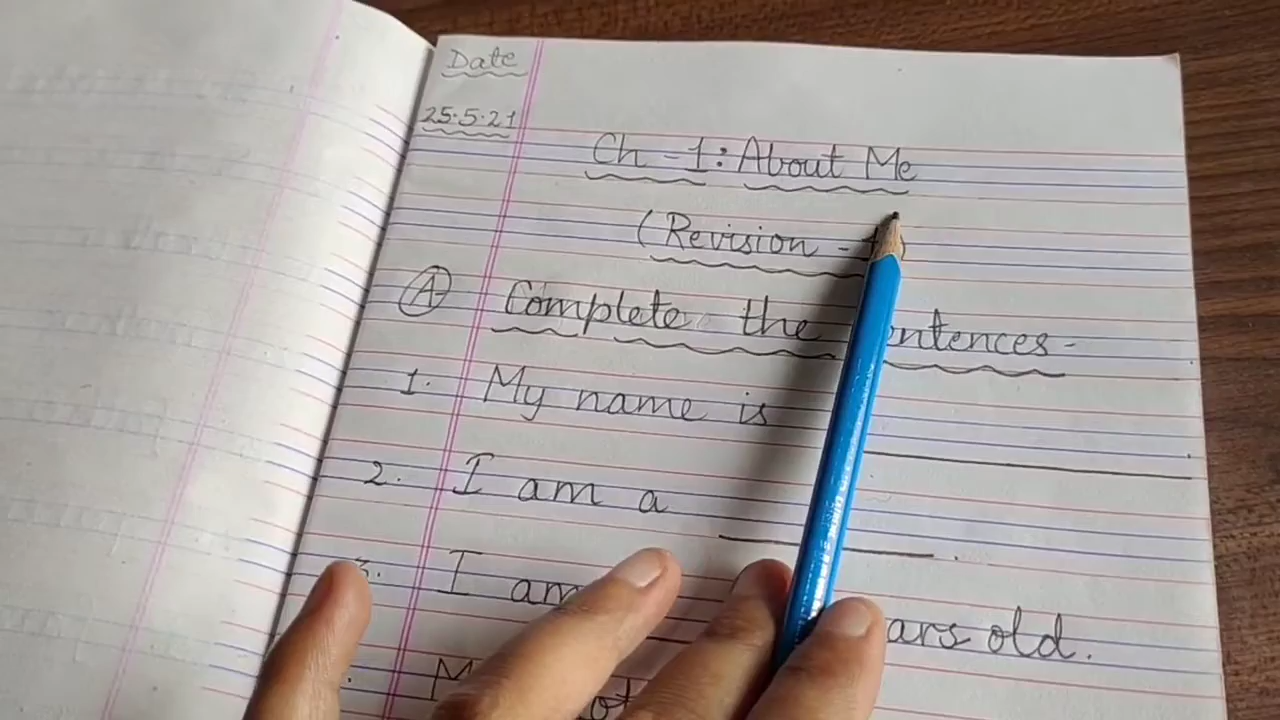 Date
25.5.21
Ch - 1: About Me
(Revision -
A Complete the entences-
1. My name is
2. I am a .
3. I am ars old.